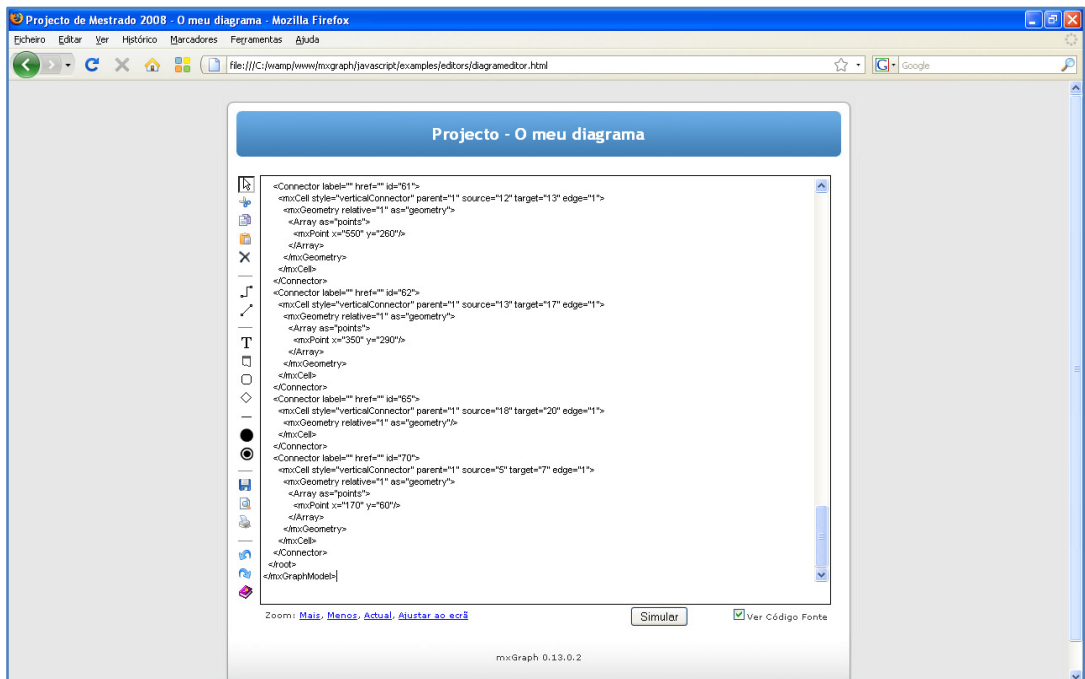 Projecto de Mestrado 2008 - O meu diagrama - Mozilla Firefox
Ficheiro Editar Ver Histórico Marcadores Ferramentas Ajuda
file:///C:/wamp/www/mxgraph/javascript/examples/editors/diagrameditor.html
G Google
Projecto - O meu diagrama
<Connector label="" href="" id="61">
<mxCell style="verticalConnector" parent="1" source="12" target="13" edge="1">
<mxGeometry relative="1" as="geometry">
<Array as="points">
<mxPoint x="550" y="260"/>
</Array>
</mxGeometry>
</mxCell>
</Connector>
<Connector label="" href="" id="62">
<mxCell style="verticalConnector" parent="1" source="13" target="17" edge="1">
<mxGeometry relative="1" as="geometry">
<Array as="points">
<mxPoint x="350" y="290"/>
</Array>
</mxGeometry>
</mxCell>
</Connector>
<Connector label="" href="" id="65">
<mxCell style="verticalConnector" parent="1" source="18" target="20" edge="1">
<mxGeometry relative="1" as="geometry"/>
</mxCell>
</Connector>
<Connector label="" href="" id="70">
<mxCell style="verticalConnector" parent="1" source="5" target="7" edge="1">
<mxGeometry relative="1" as="geometry">
<Array as="points">
<mxPoint x="170" y="60"/>
</Array>
</mxGeometry>
</mxCell>
</Connector>
</root>
</mxGraphModel>
T
Zoom: Mais, Menos, Actual, Ajustar ao ecrã
Simular
Ver Código Fonte
mxGraph 0.13.0.2